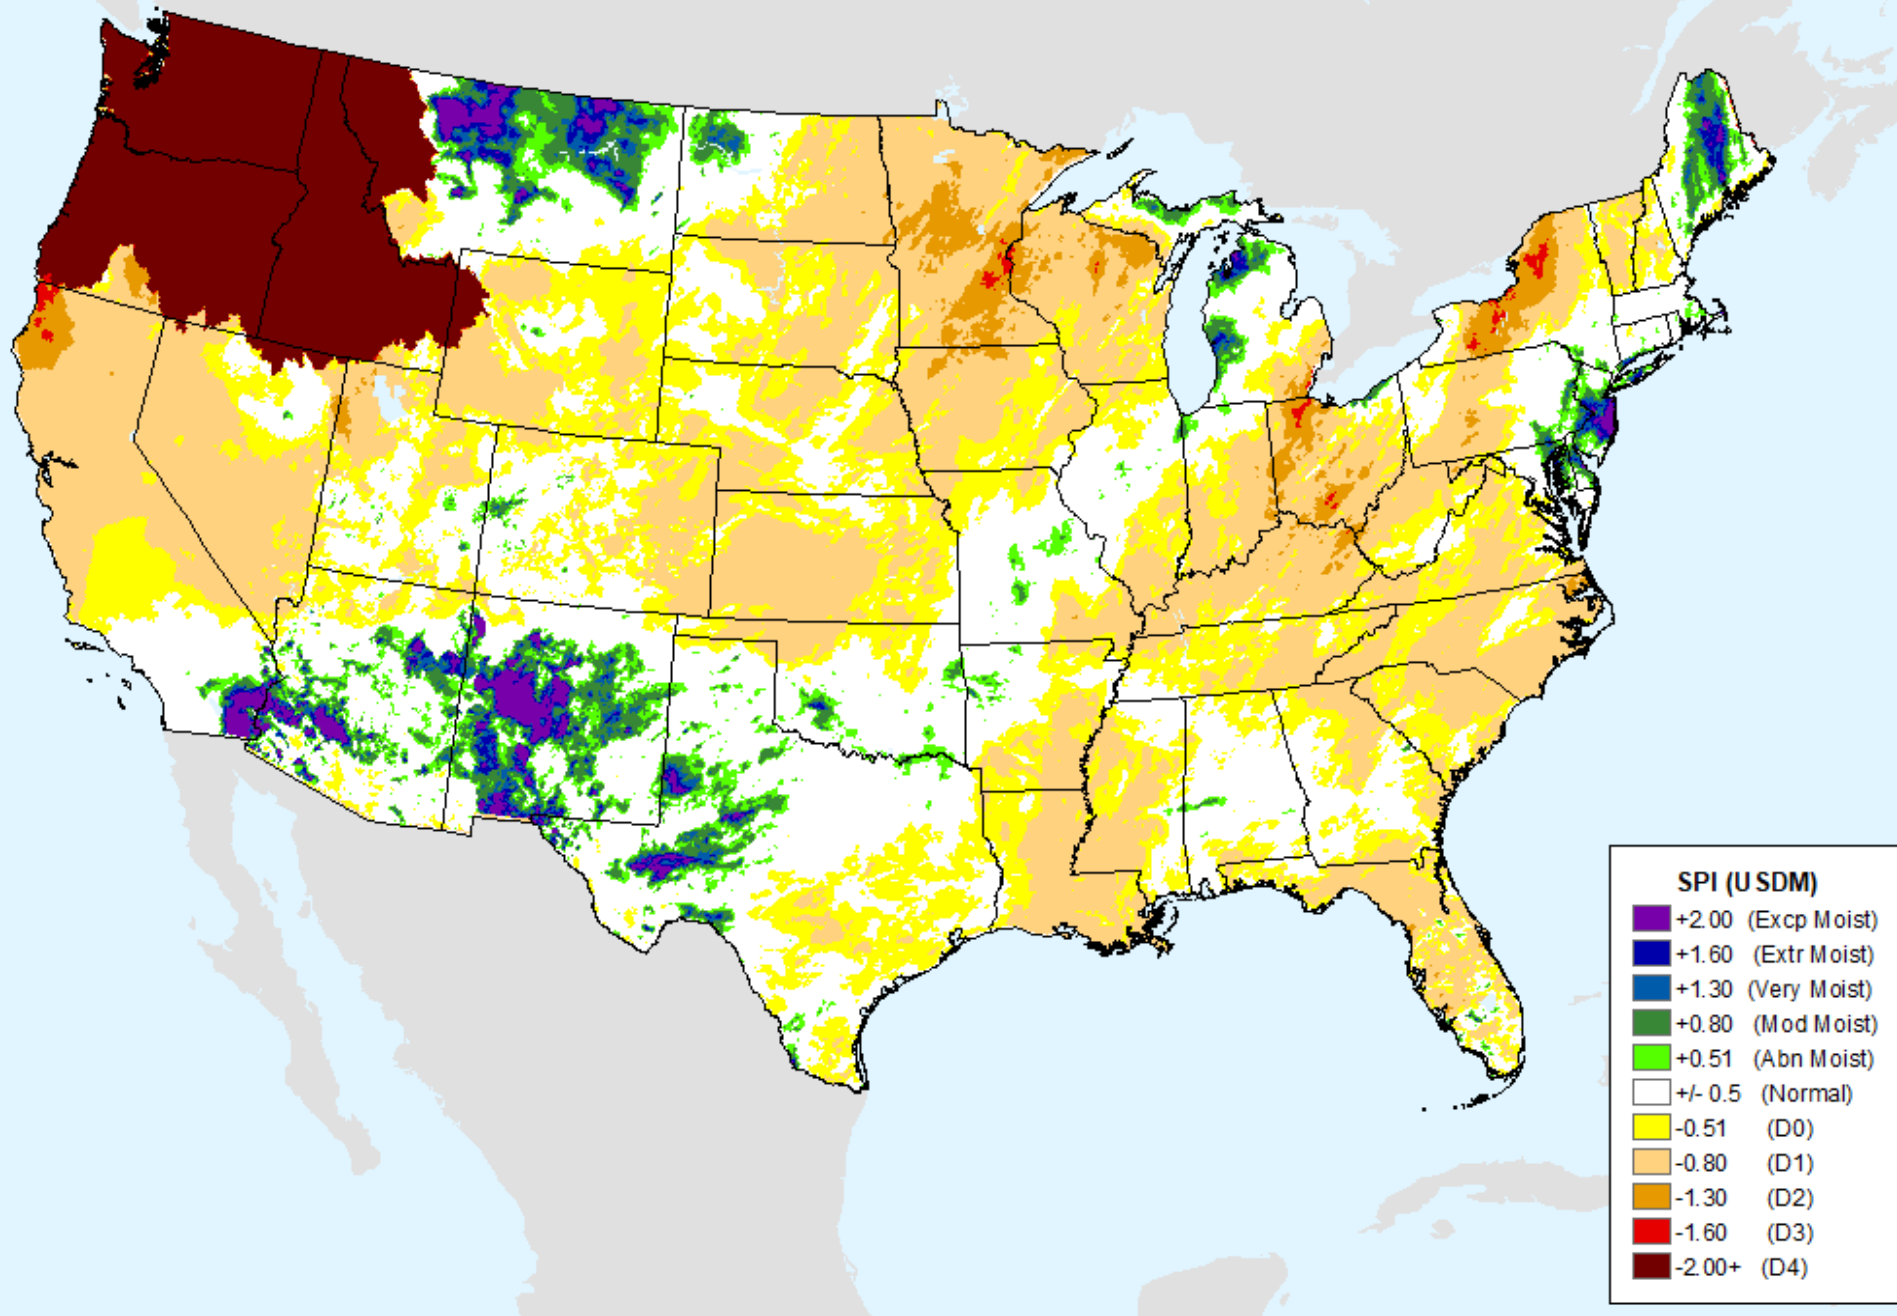 SPI (USDM)
+2.00 (Excp Moist)
+1.60 (Extr Moist)
+1.30 (Very Moist)
+0.80 (Mod Moist)
+0.51 (Abn Moist)
+/- 0.5 (Normal)
-0.51 (D0)
-0.80 (D1)
-1.30 (D2)
-1.60 (D3)
-2.00+ (D4)